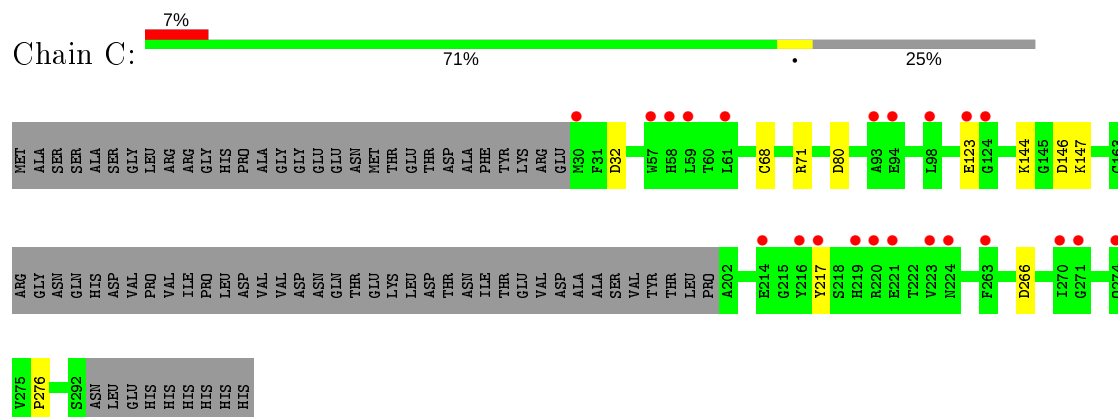 7%
Chain C:
71%
•
25%
MET ALA SER SER ALA SER GLY LEU ARG ARG GLY HIS PRO ALA GLY GLY GLU GLU ASN MET THR GLU THR ASP ALA PHE TYR LYS ARG GLU M30 F31 D32 W57 H58 L59 T60 L61 C68 R71 D80 A93 E94 L98 E123 G124 K144 G145 D146 K147
ARG GLY ASN GLN HIS ASP VAL PRO VAL ILE PRO LEU ASP VAL VAL ASP ASN GLN THR GLU LYS LEU ASP THR ASN ILE THR GLU VAL ASP ALA ALA SER VAL TYR THR LEU PRO A202 E214 G215 Y216 Y217 S218 H219 R220 E221 T222 V223 N224 F263 D266 I270 G271
V275 P276 S292 ASN LEU GLU HIS HIS HIS HIS HIS HIS